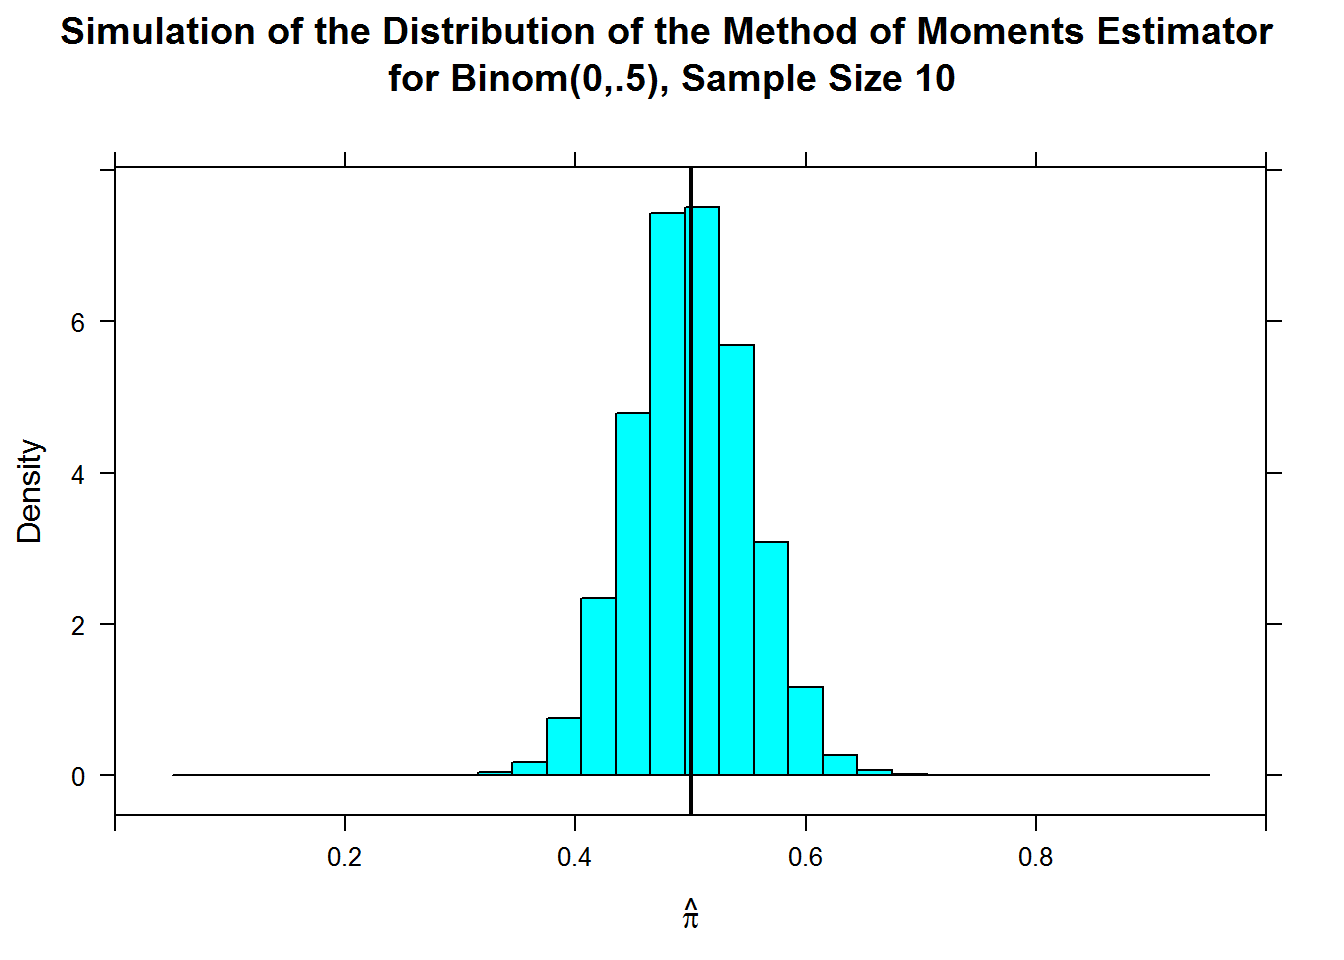 Simulation of the Distribution of the Method of Moments Estimator
for Binom(0,.5), Sample Size 10
6
4
2
0
Density
0.2 0.4 0.6 0.8
π̂